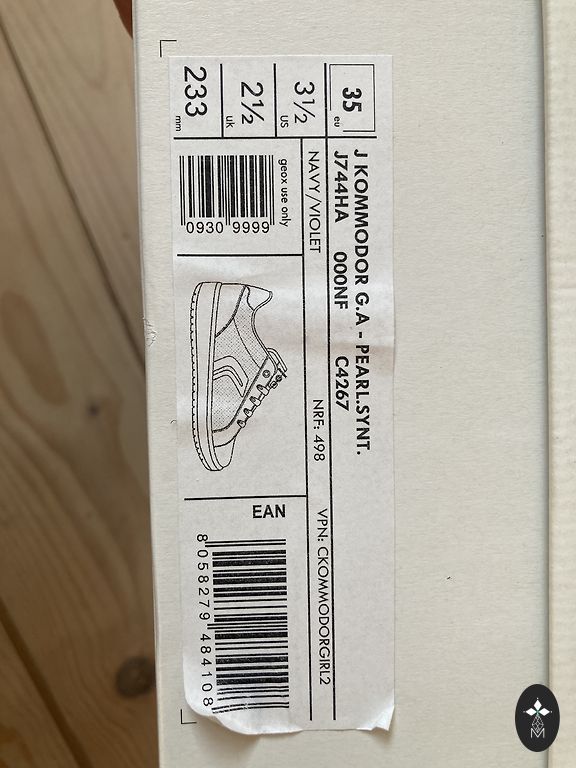 35 eu
3½ US
2½ uk
233 mm
J KOMMODOR G.A - PEARL.SYNT.
J744HA 000NF C4267
NAVY/VIOLET NRF: 498 VPN: CKOMMODORGIRL2
geox use only
0930 9999
EAN
8 058279 484108